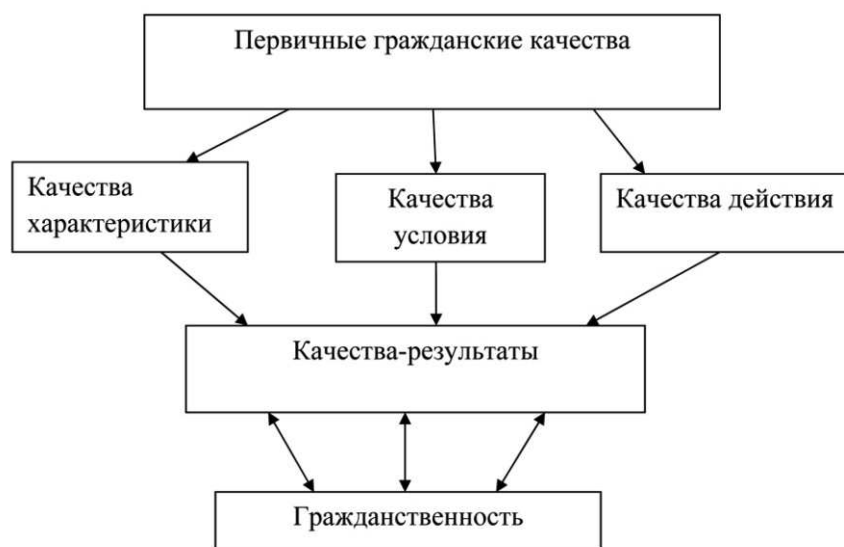 Первичные гражданские качества
Качества
характеристики
Качества
условия
Качества действия
Качества-результаты
Гражданственность